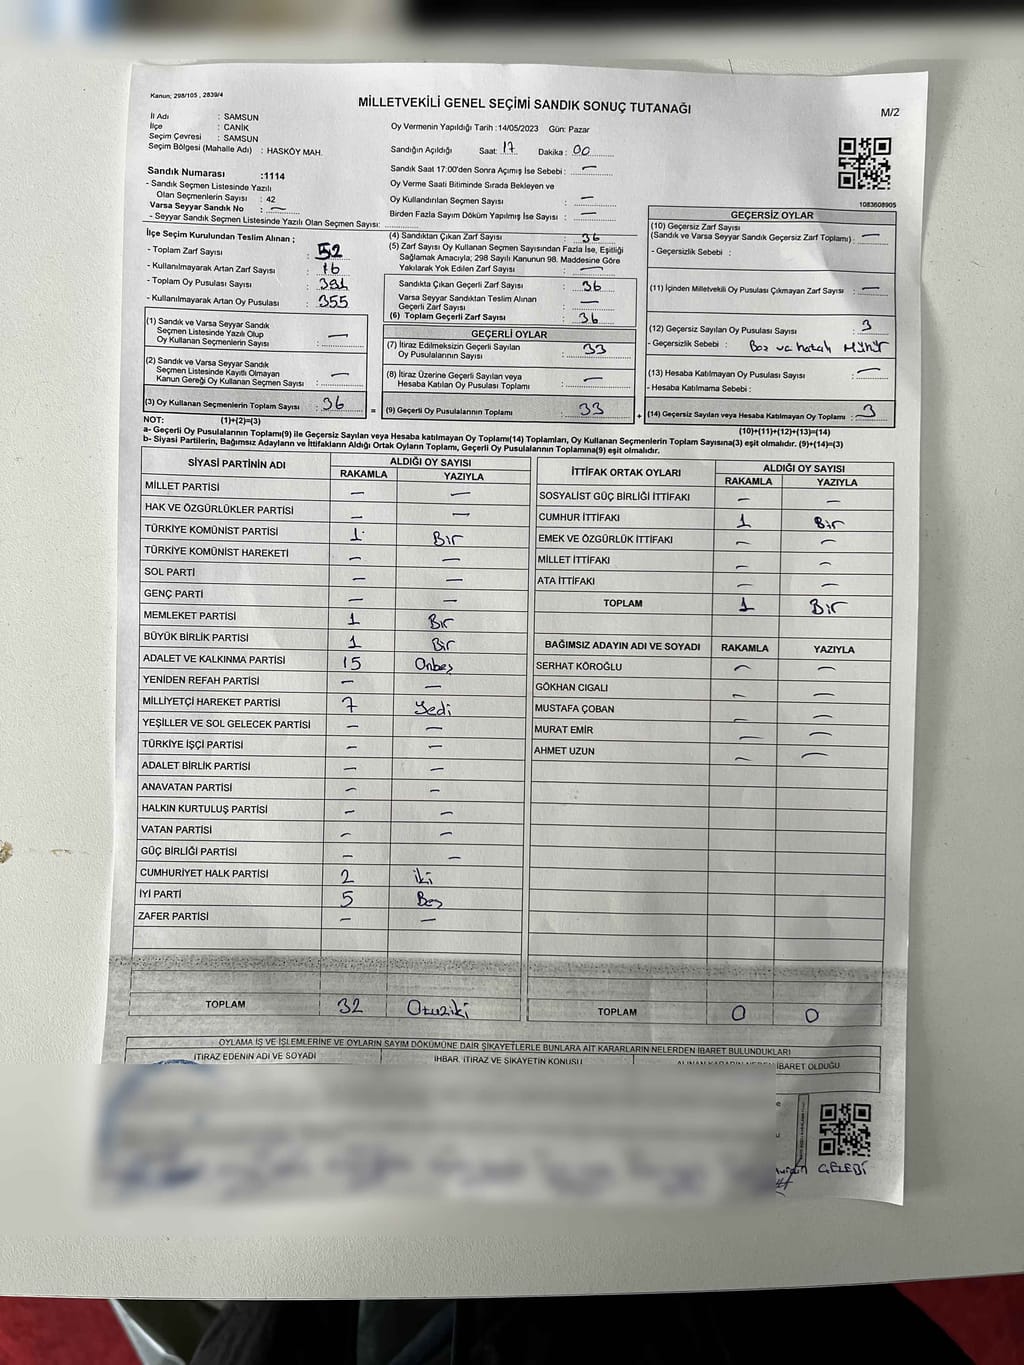 Kanun; 298/105 , 2839/4
MİLLETVEKİLİ GENEL SEÇİMİ SANDIK SONUÇ TUTANAĞI
M/2
İl Adı : SAMSUN
İlçe : CANİK
Seçim Çevresi : SAMSUN
Seçim Bölgesi (Mahalle Adı) : HASKÖY MAH.
Oy Vermenin Yapıldığı Tarih :14/05/2023 Gün: Pazar
Sandığın Açıldığı Saat: 17 Dakika : 00
Sandık Numarası :1114
- Sandık Seçmen Listesinde Yazılı
Olan Seçmenlerin Sayısı : 42
Varsa Seyyar Sandık No : —
- Seyyar Sandık Seçmen Listesinde Yazılı Olan Seçmen Sayısı:
Sandık Saat 17:00'den Sonra Açımış İse Sebebi : —
Oy Verme Saati Bitiminde Sırada Bekleyen ve
Oy Kullandırılan Seçmen Sayısı : —
Birden Fazla Sayım Döküm Yapılmış İse Sayısı : —
1083608905
İlçe Seçim Kurulundan Teslim Alınan ;
- Toplam Zarf Sayısı : 52
- Kullanılmayarak Artan Zarf Sayısı : 16
- Toplam Oy Pusulası Sayısı : 391
- Kullanılmayarak Artan Oy Pusulası : 355
(1) Sandık ve Varsa Seyyar Sandık
Seçmen Listesinde Yazılı Olup
Oy Kullanan Seçmenlerin Sayısı : —
(2) Sandık ve Varsa Seyyar Sandık
Seçmen Listesinde Kayıtlı Olmayan
Kanun Gereği Oy Kullanan Seçmen Sayısı : —
(3) Oy Kullanan Seçmenlerin Toplam Sayısı : 36
(1)+(2)=(3)
(4) Sandıktan Çıkan Zarf Sayısı : 36
(5) Zarf Sayısı Oy Kullanan Seçmen Sayısından Fazla İse, Eşitliği
Sağlamak Amacıyla; 298 Sayılı Kanunun 98. Maddesine Göre
Yakılarak Yok Edilen Zarf Sayısı : —
Sandıkta Çıkan Geçerli Zarf Sayısı : 36
Varsa Seyyar Sandıktan Teslim Alınan
Geçerli Zarf Sayısı : —
(6) Toplam Geçerli Zarf Sayısı : 36
GEÇERLİ OYLAR
(7) İtiraz Edilmeksizin Geçerli Sayılan
Oy Pusulalarının Sayısı : 33
(8) İtiraz Üzerine Geçerli Sayılan veya
Hesaba Katılan Oy Pusulası Toplamı : —
= (9) Geçerli Oy Pusulalarının Toplamı : 33
GEÇERSİZ OYLAR
(10) Geçersiz Zarf Sayısı
(Sandık ve Varsa Seyyar Sandık Geçersiz Zarf Toplamı) : —
- Geçersizlik Sebebi :
(11) İçinden Milletvekili Oy Pusulası Çıkmayan Zarf Sayısı : —
(12) Geçersiz Sayılan Oy Pusulası Sayısı : 3
- Geçersizlik Sebebi : Boş ve hatalı Mühür
(13) Hesaba Katılmayan Oy Pusulası Sayısı : —
- Hesaba Katılmama Sebebi :
+ (14) Geçersiz Sayılan veya Hesaba Katılmayan Oy Toplamı : 3
(10)+(11)+(12)+(13)=(14)
NOT:
a- Geçerli Oy Pusulasının Toplamı(9) ile Geçersiz Sayılan veya Hesaba katılmayan Oy Toplamı(14) Toplamları, Oy Kullanan Seçmenlerin Toplam Sayısına(3) eşit olmalıdır. (9)+(14)=(3)
b- Siyasi Partilerin, Bağımsız Adayların ve İttifakların Aldığı Ortak Oyların Toplamı, Geçerli Oy Pusulasının Toplamına(9) eşit olmalıdır.
SİYASİ PARTİNİN ADI ALDIĞI OY SAYISI
RAKAMLA YAZIYLA
MİLLET PARTİSİ — —
HAK VE ÖZGÜRLÜKLER PARTİSİ — —
TÜRKİYE KOMÜNİST PARTİSİ 1 Bir
TÜRKİYE KOMÜNİST HAREKETİ — —
SOL PARTİ — —
GENÇ PARTİ — —
MEMLEKET PARTİSİ 1 Bir
BÜYÜK BİRLİK PARTİSİ 1 Bir
ADALET VE KALKINMA PARTİSİ 15 Onbeş
YENİDEN REFAH PARTİSİ — —
MİLLİYETÇİ HAREKET PARTİSİ 7 Yedi
YEŞİLLER VE SOL GELECEK PARTİSİ — —
TÜRKİYE İŞÇİ PARTİSİ — —
ADALET BİRLİK PARTİSİ — —
ANAVATAN PARTİSİ — —
HALKIN KURTULUŞ PARTİSİ — —
VATAN PARTİSİ — —
GÜÇ BİRLİĞİ PARTİSİ — —
CUMHURİYET HALK PARTİSİ 2 iki
İYİ PARTİ 5 Beş
ZAFER PARTİSİ — —
TOPLAM 32 Otuziki
İTTİFAK ORTAK OYLARI ALDIĞI OY SAYISI
RAKAMLA YAZIYLA
SOSYALİST GÜÇ BİRLİĞİ İTTİFAKI — —
CUMHUR İTTİFAKI 1 Bir
EMEK VE ÖZGÜRLÜK İTTİFAKI — —
MİLLET İTTİFAKI — —
ATA İTTİFAKI — —
TOPLAM 1 Bir
BAĞIMSIZ ADAYIN ADI VE SOYADI RAKAMLA YAZIYLA
SERHAT KÖROĞLU — —
GÖKHAN CIGALI — —
MUSTAFA ÇOBAN — —
MURAT EMİR — —
AHMET UZUN — —
TOPLAM 0 0
OYLAMA İŞ VE İŞLEMLERİNE VE OYLARIN SAYIM DÖKÜMÜNE DAİR ŞİKAYETLERLE BUNLARA AİT KARARLARIN NELERDEN İBARET BULUNDUKLARI
İTİRAZ EDENİN ADI VE SOYADI İHBAR, İTİRAZ VE ŞİKAYETİN KONUSU ALINAN KARARIN NEDEN İBARET OLDUĞU
ÇELEBİ